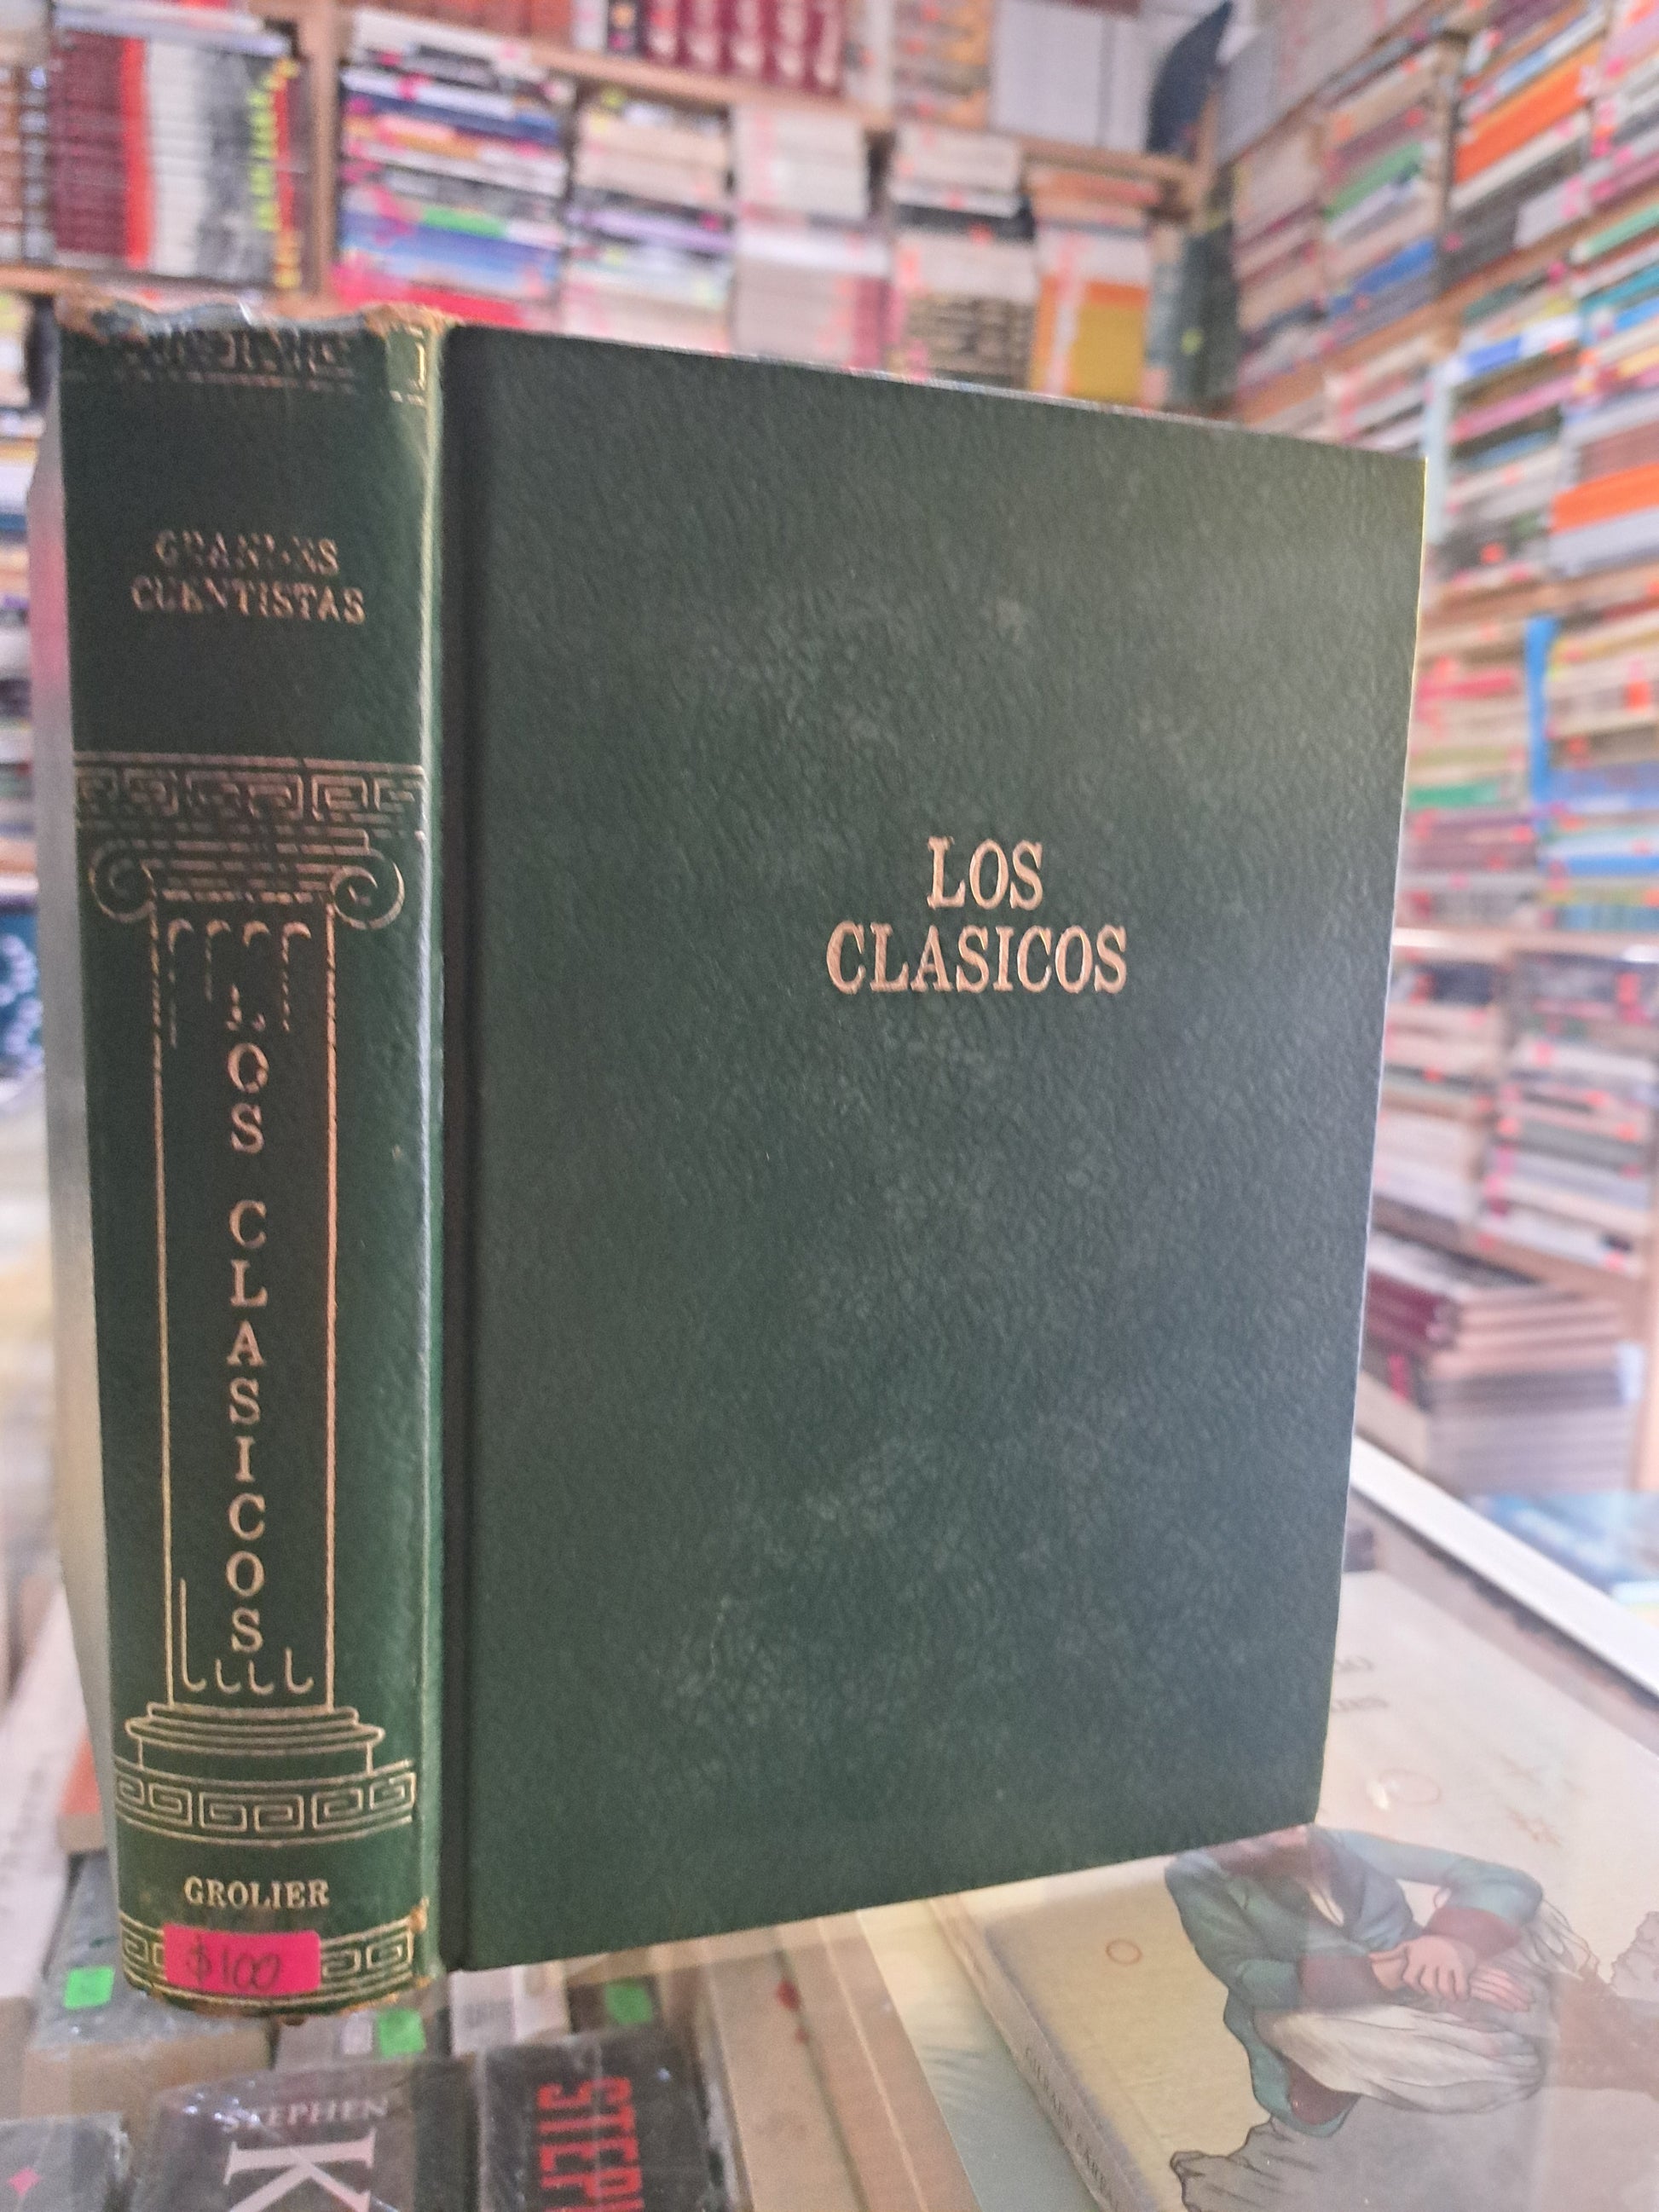 GRANDES
CUENTISTAS
LOS CLASICOS
GROLIER
$100
LOS
CLASICOS
STEPHEN
K